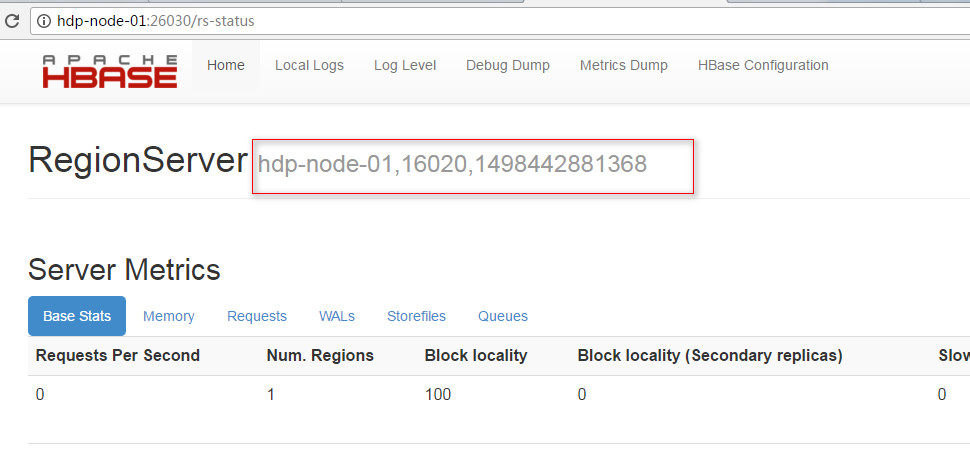 hdp-node-01:26030/rs-status
APACHE HBASE Home Local Logs Log Level Debug Dump Metrics Dump HBase Configuration
RegionServer hdp-node-01,16020,1498442881368
Server Metrics
Base Stats Memory Requests WALs Storefiles Queues
Requests Per Second Num. Regions Block locality Block locality (Secondary replicas) Slow
0 1 100 0 0